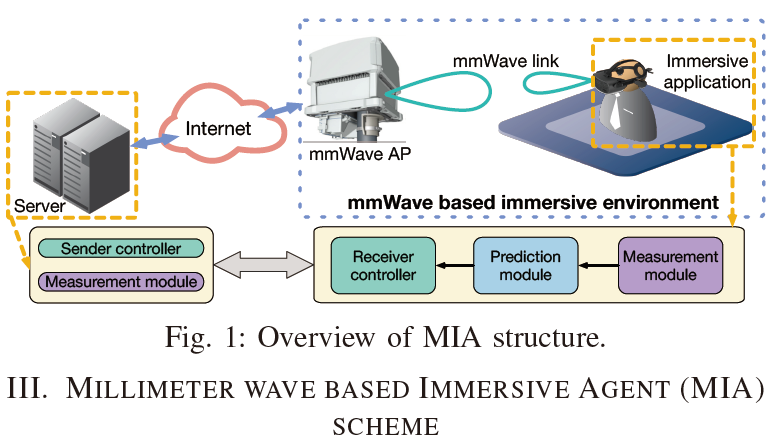 mmWave link
Immersive
application
Internet
mmWave AP
Server
mmWave based immersive environment
Sender controller
Measurement module
Receiver
controller
Prediction
module
Measurement
module
Fig. 1: Overview of MIA structure.
III. MILLIMETER WAVE BASED IMMERSIVE AGENT (MIA)
SCHEME